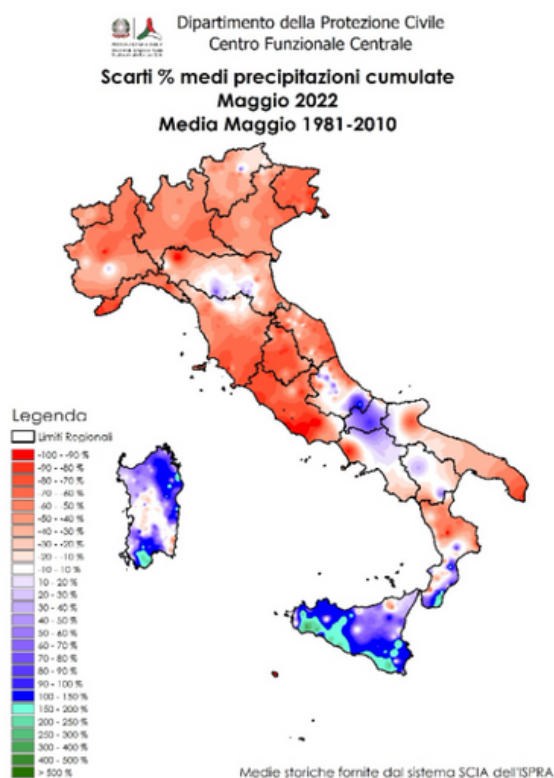 Dipartimento della Protezione Civile
Centro Funzionale Centrale
Scarti % medi precipitazioni cumulate
Maggio 2022
Media Maggio 1981-2010
Legenda
Limiti Regionali
-100 - -90 %
-90 - -80 %
-80 - -70 %
-70 - -60 %
-60 - -50 %
-50 - -40 %
-40 - -30 %
-30 - -20 %
-20 - -10 %
-10 - 10 %
10 - 20 %
20 - 30 %
30 - 40 %
40 - 50 %
50 - 60 %
60 - 70 %
70 - 80 %
80 - 90 %
90 - 100 %
100 - 150 %
150 - 200 %
200 - 250 %
250 - 300 %
300 - 400 %
400 - 500 %
> 500 %
Medie storiche fornite dal sistema SCIA dell'ISPRA